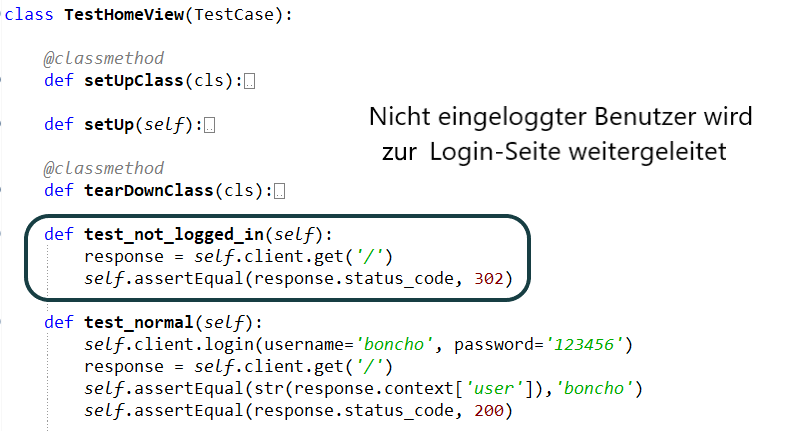 class TestHomeView(TestCase):
@classmethod
def setUpClass(cls):
def setUp(self):
Nicht eingeloggter Benutzer wird
zur Login-Seite weitergeleitet
@classmethod
def tearDownClass(cls):
def test_not_logged_in(self):
response = self.client.get('/')
self.assertEqual(response.status_code, 302)
def test_normal(self):
self.client.login(username='boncho', password='123456')
response = self.client.get('/')
self.assertEqual(str(response.context['user']),'boncho')
self.assertEqual(response.status_code, 200)